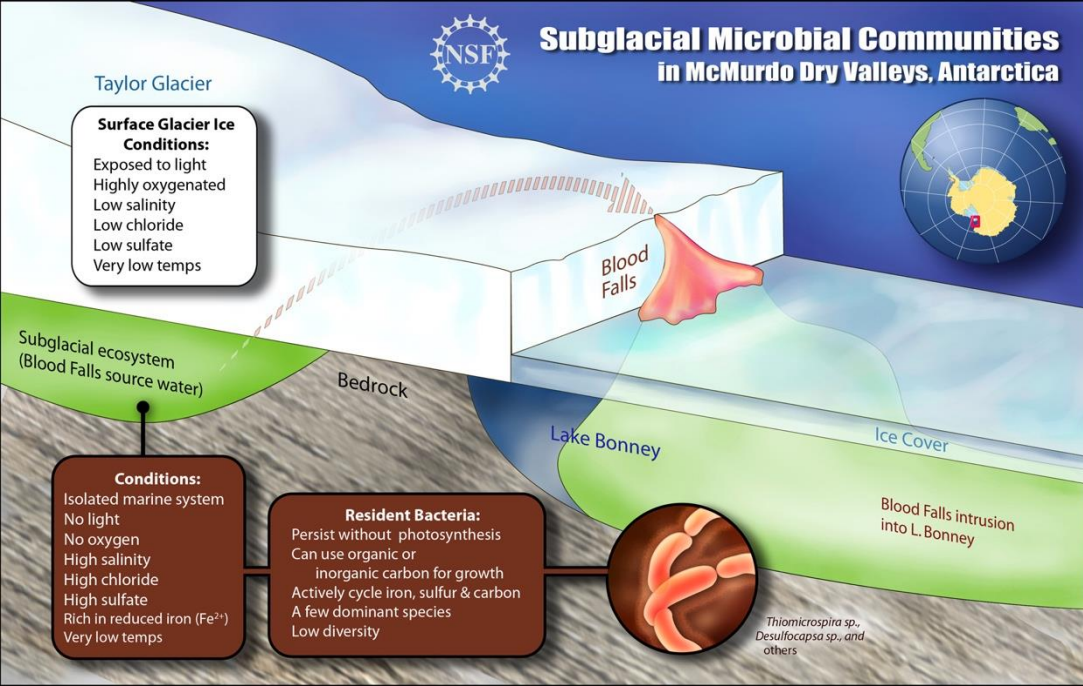 NSF
Subglacial Microbial Communities
in McMurdo Dry Valleys, Antarctica
Taylor Glacier
Surface Glacier Ice
Conditions:
Exposed to light
Highly oxygenated
Low salinity
Low chloride
Low sulfate
Very low temps
Blood
Falls
Subglacial ecosystem
(Blood Falls source water)
Bedrock
Lake Bonney
Ice Cover
Blood Falls intrusion
into L. Bonney
Conditions:
Isolated marine system
No light
No oxygen
High salinity
High chloride
High sulfate
Rich in reduced iron (Fe²⁺)
Very low temps
Resident Bacteria:
Persist without photosynthesis
Can use organic or
inorganic carbon for growth
Actively cycle iron, sulfur & carbon
A few dominant species
Low diversity
Thiomicrospira sp.,
Desulfocapsa sp., and
others